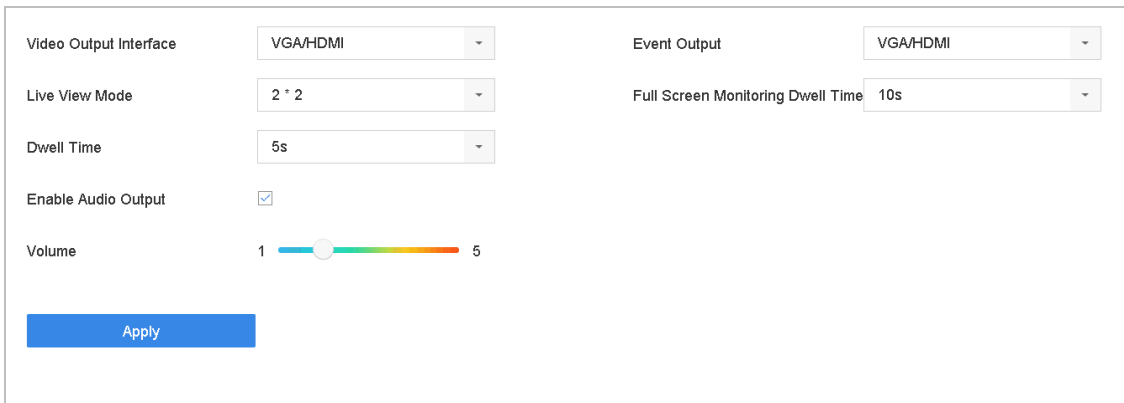 Video Output Interface VGA/HDMI Event Output VGA/HDMI
Live View Mode 2 * 2 Full Screen Monitoring Dwell Time 10s
Dwell Time 5s
Enable Audio Output
Volume 1 5
Apply